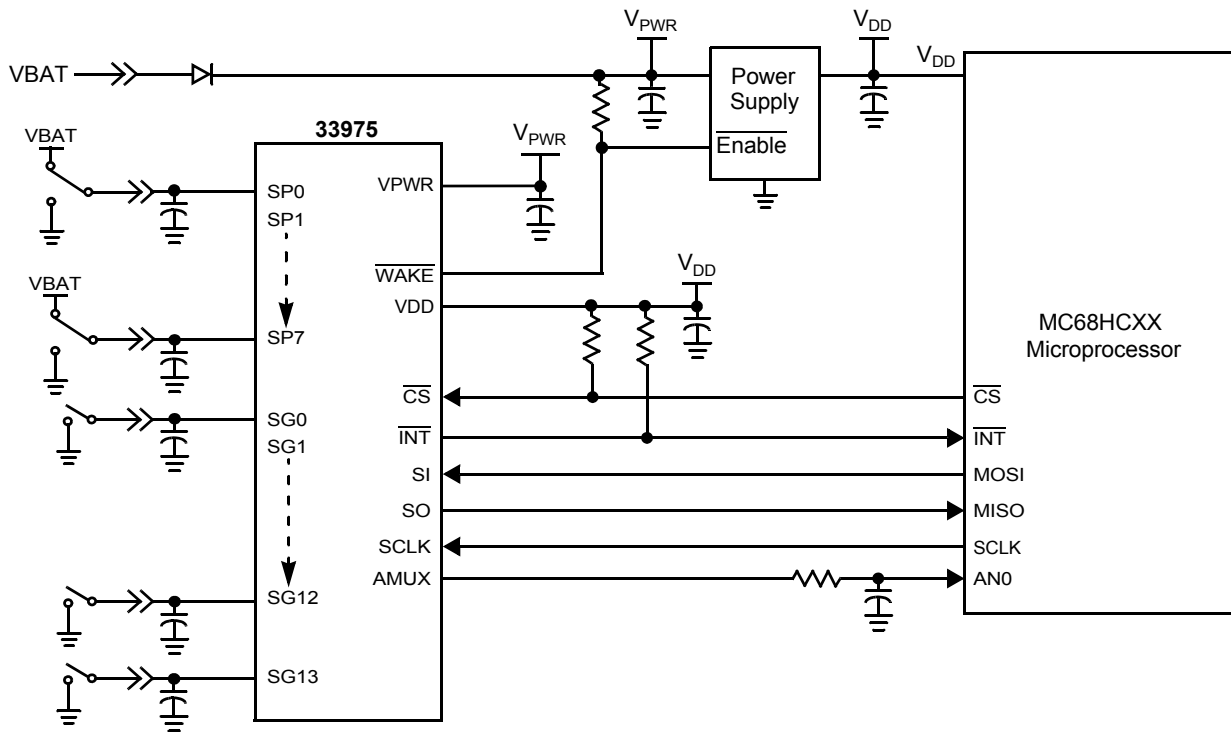 V_PWR
V_DD
VBAT
Power
Supply
V_DD
Enable
33975
V_PWR
VBAT
SP0
SP1
VPWR
WAKE
V_DD
VDD
VBAT
SP7
MC68HCXX
Microprocessor
CS
CS
SG0
SG1
INT
INT
SI
MOSI
SO
MISO
SCLK
SCLK
AMUX
AN0
SG12
SG13